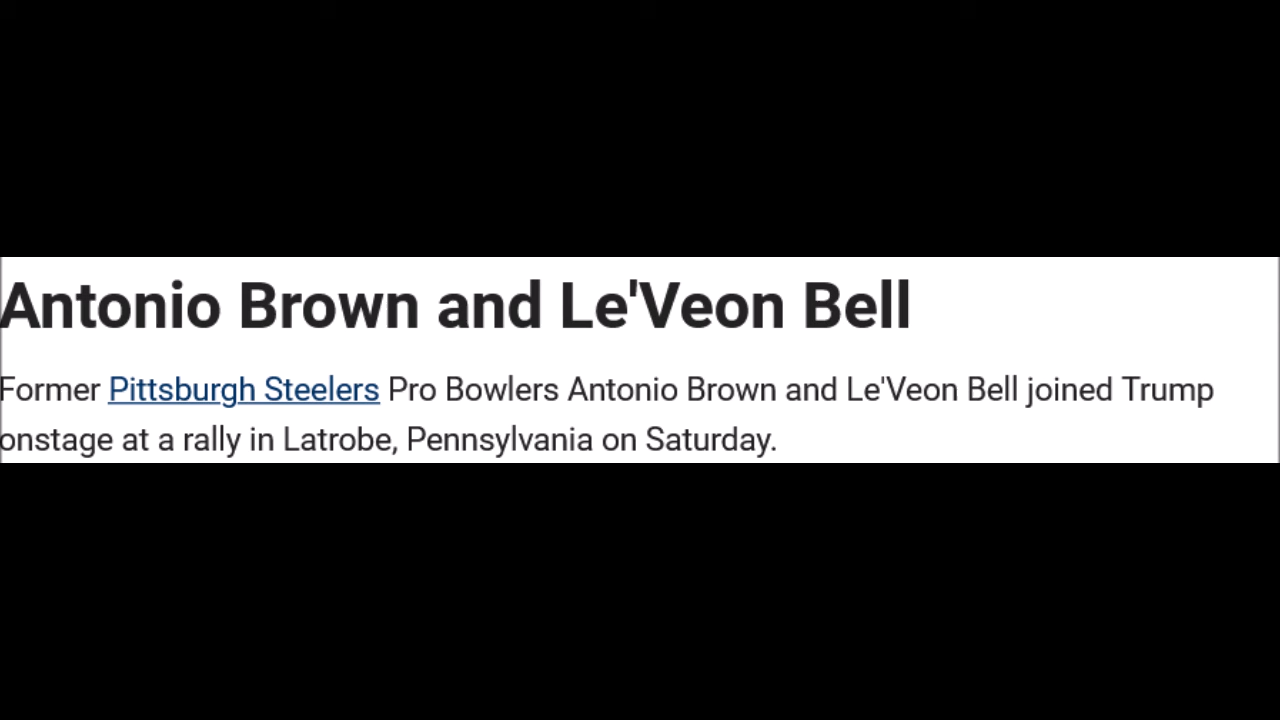 Antonio Brown and Le'Veon Bell
Former Pittsburgh Steelers Pro Bowlers Antonio Brown and Le'Veon Bell joined Trump
onstage at a rally in Latrobe, Pennsylvania on Saturday.